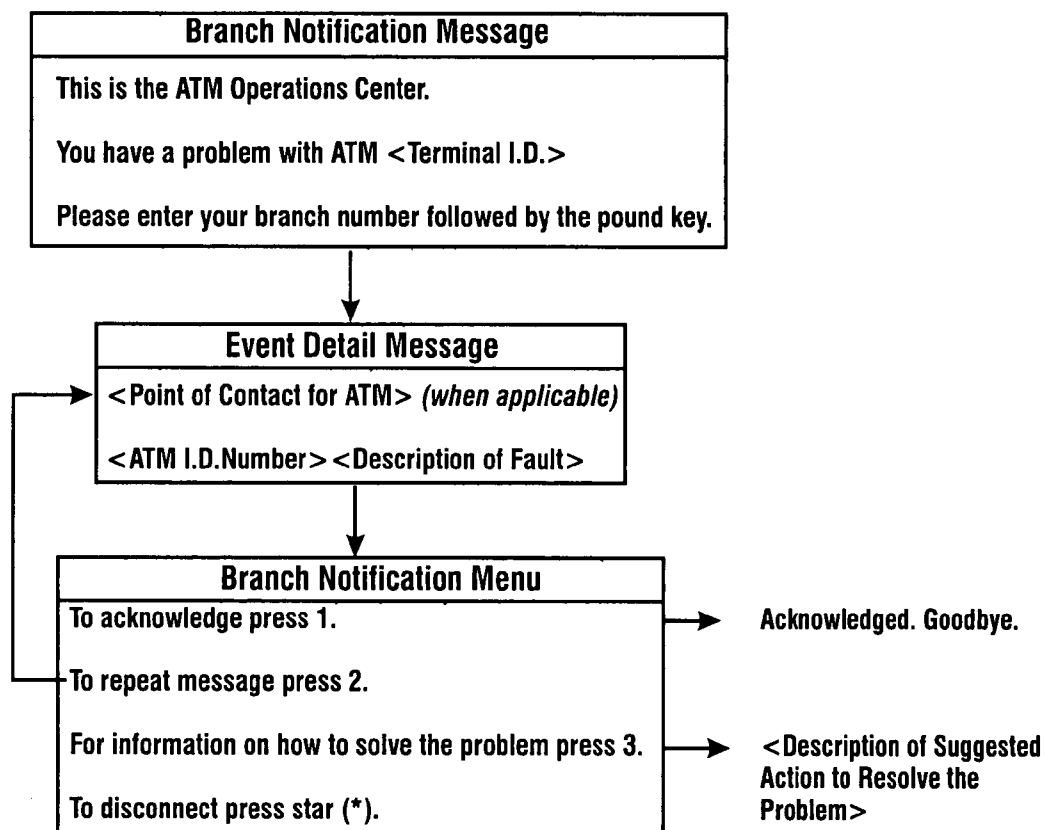 Branch Notification Message
This is the ATM Operations Center.
You have a problem with ATM <Terminal I.D.>
Please enter your branch number followed by the pound key.
Event Detail Message
<Point of Contact for ATM> (when applicable)
<ATM I.D.Number> <Description of Fault>
Branch Notification Menu
To acknowledge press 1.
Acknowledged. Goodbye.
To repeat message press 2.
For information on how to solve the problem press 3.
<Description of Suggested
Action to Resolve the
Problem>
To disconnect press star (*).